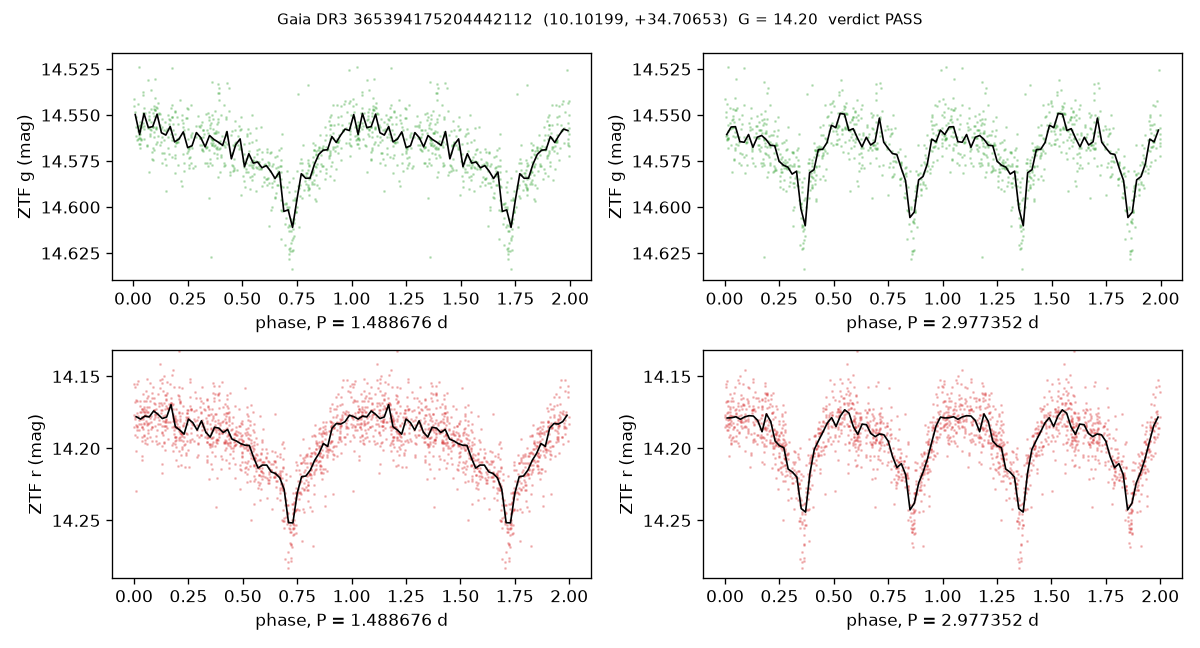 Gaia DR3 365394175204442112 (10.10199, +34.70653) G = 14.20 verdict PASS
ZTF g (mag)
14.525
14.550
14.575
14.600
14.625
0.00 0.25 0.50 0.75 1.00 1.25 1.50 1.75 2.00
phase, P = 1.488676 d
ZTF g (mag)
14.525
14.550
14.575
14.600
14.625
0.00 0.25 0.50 0.75 1.00 1.25 1.50 1.75 2.00
phase, P = 2.977352 d
ZTF r (mag)
14.15
14.20
14.25
0.00 0.25 0.50 0.75 1.00 1.25 1.50 1.75 2.00
phase, P = 1.488676 d
ZTF r (mag)
14.15
14.20
14.25
0.00 0.25 0.50 0.75 1.00 1.25 1.50 1.75 2.00
phase, P = 2.977352 d